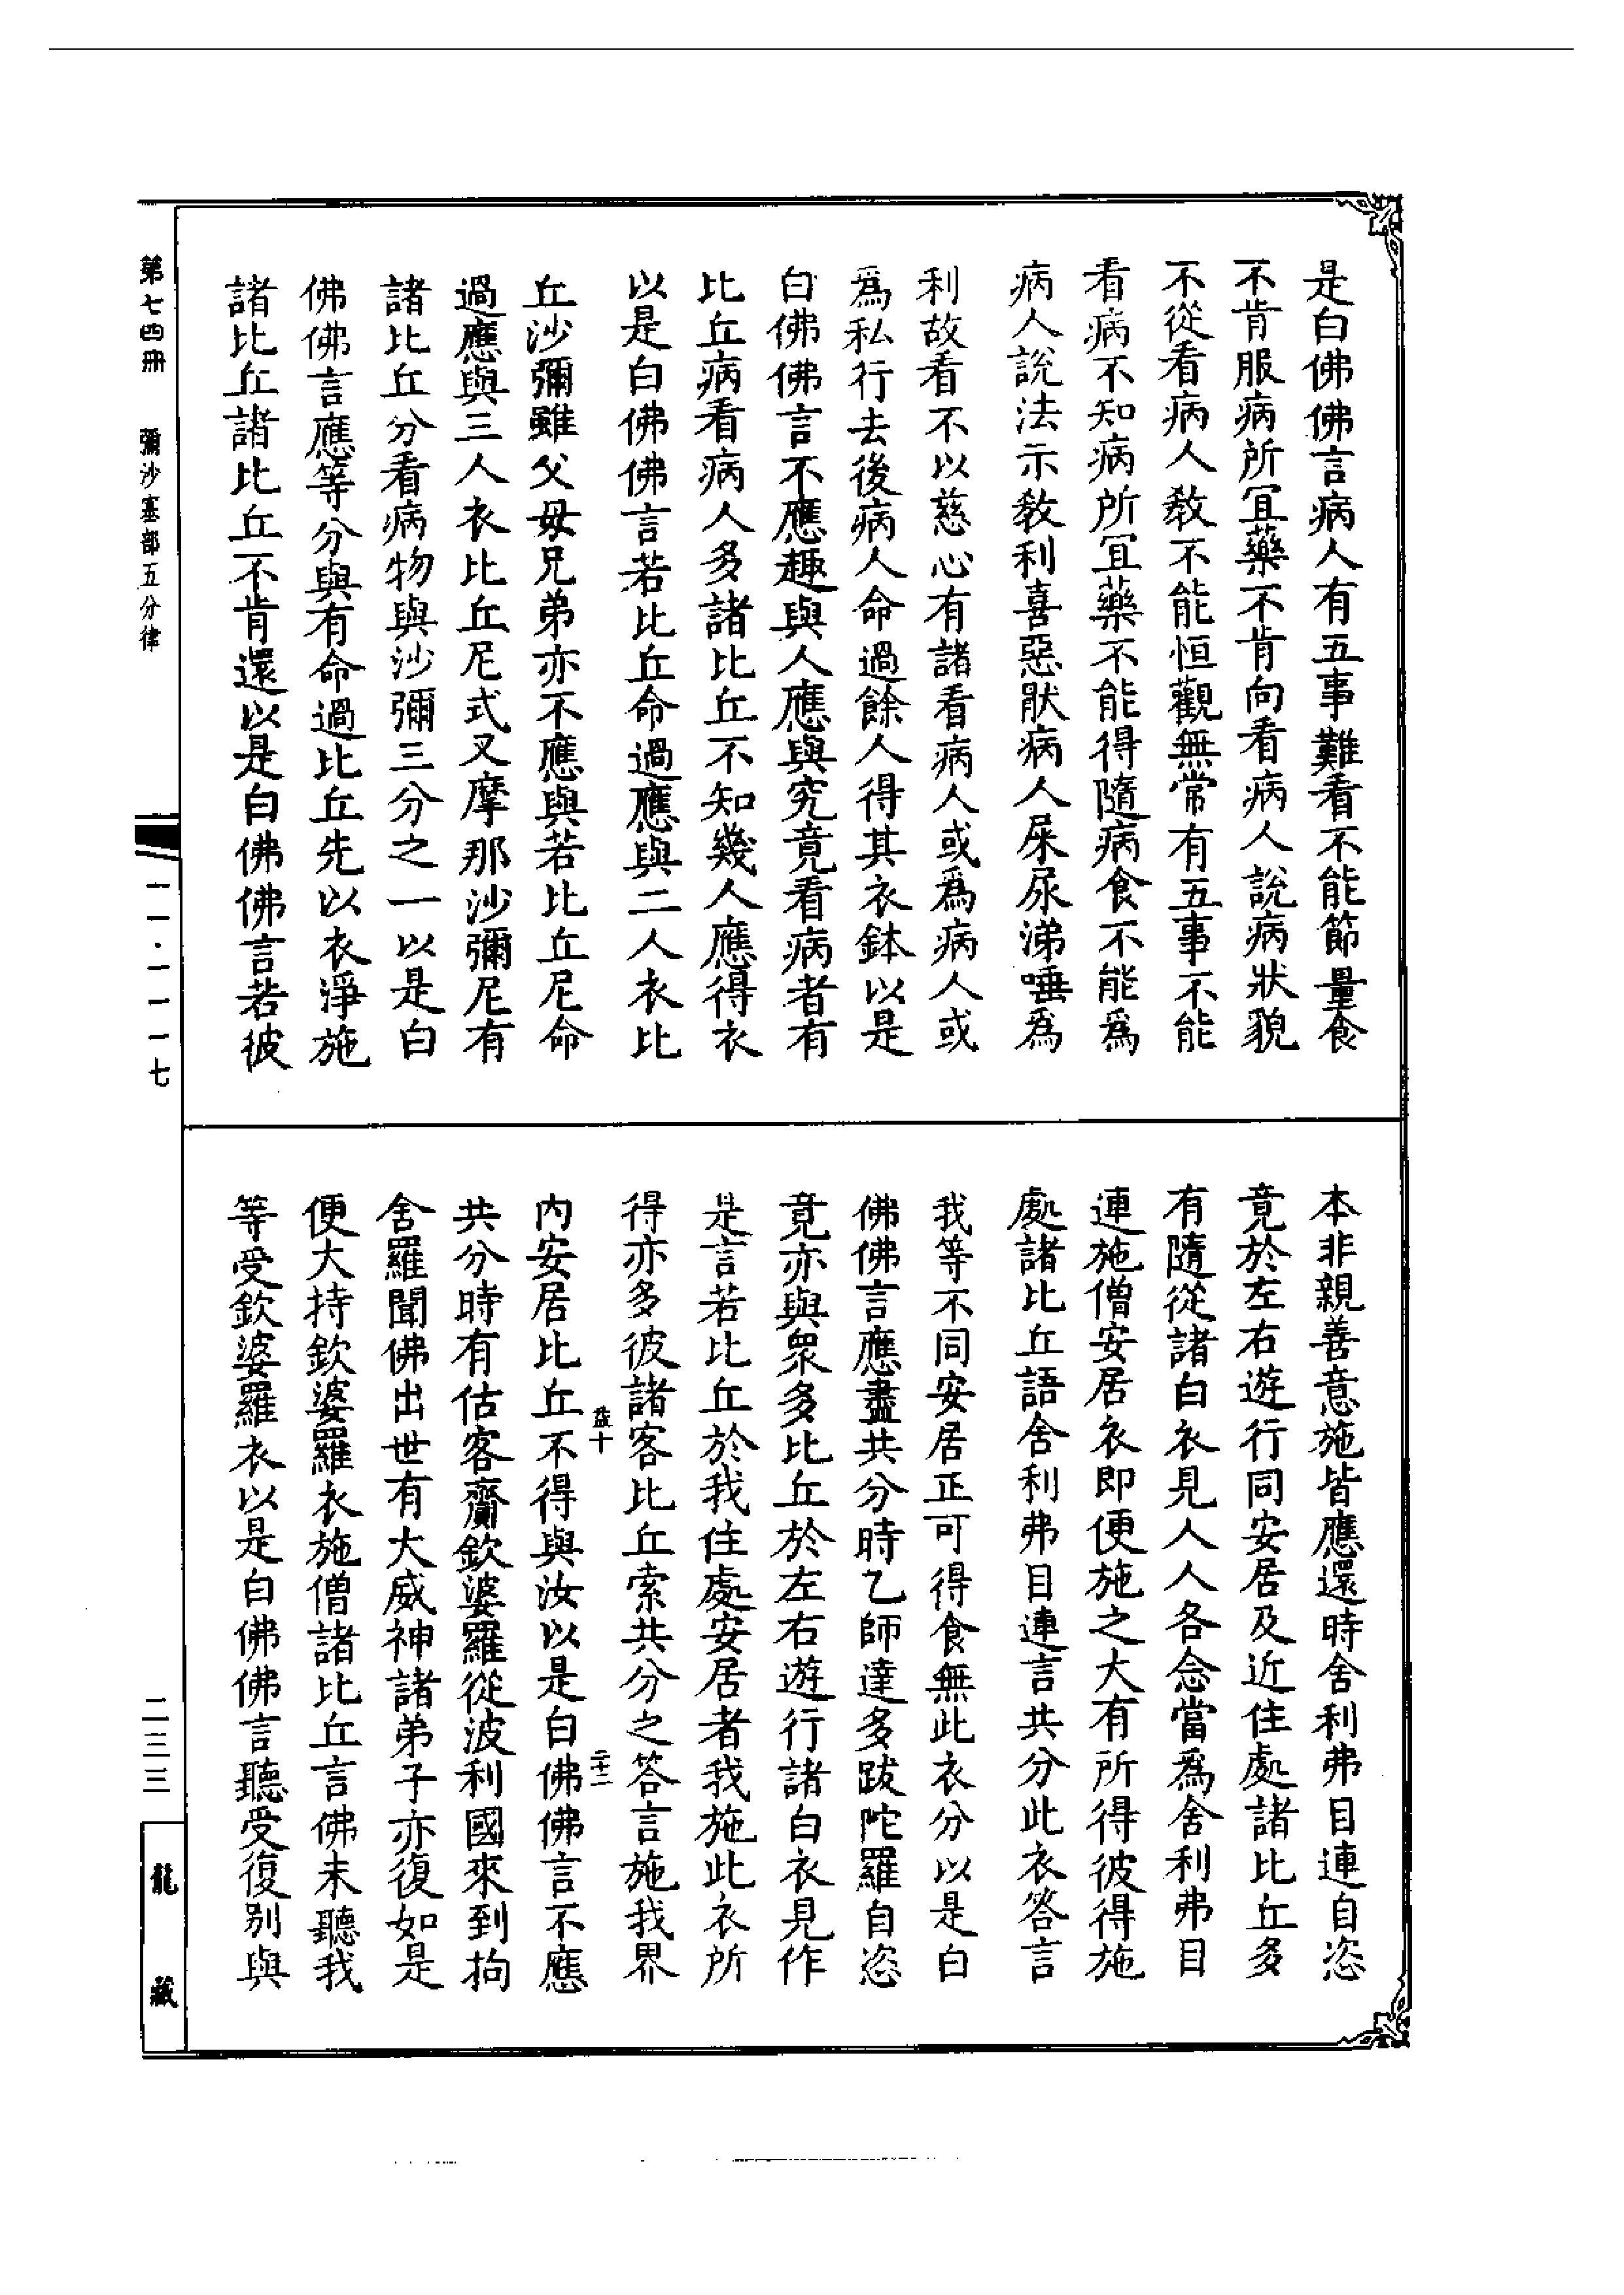 是白佛佛言病人有五事難看不能節量食
不肯服病所冝藥不肯向看病人說病狀貌
不從看病人教不能恒觀無常有五事不能
看病不知病所冝藥不能得隨病食不能爲
病人說法示教利喜惡猒病人屎尿涕唾爲
利故看不以慈心有諸看病人或爲病人或
爲私行去後病人命過餘人得其衣鉢以是
白佛佛言不應趣與人應與究竟看病者有
比丘病看病人多諸比丘不知幾人應得衣
以是白佛佛言若比丘命過應與二人衣比
丘沙彌雖父母兄弟亦不應與若比丘尼命
過應與三人衣比丘尼式叉摩那沙彌尼有
諸比丘分看病物與沙彌三分之一以是白
佛佛言應等分與有命過比丘先以衣淨施
諸比丘諸比丘不肯還以是白佛佛言若彼
本非親善意施皆應還時舍利弗目連自恣
竟於左右遊行同安居及近住處諸比丘多
有隨從諸白衣見人人各念當爲舍利弗目
連施僧安居衣即便施之大有所得彼得施
處諸比丘語舍利弗目連言共分此衣答言
我等不同安居正可得食無此衣分以是白
佛佛言應盡共分時乙師達多跋陀羅自恣
竟亦與衆多比丘於左右遊行諸白衣見作
是言若比丘於我住處安居者我施此衣所
得亦多彼諸客比丘索共分之答言施我界
益十
二十二
內安居比丘不得與汝以是白佛佛言不應
共分時有估客齎欽婆羅從波利國來到拘
舍羅聞佛出世有大威神諸弟子亦復如是
便大持欽婆羅衣施僧諸比丘言佛未聽我
等受欽婆羅衣以是白佛佛言聽受復別與
第七四冊
彌沙塞部五分律
一一·一一一七
二三三
龍藏